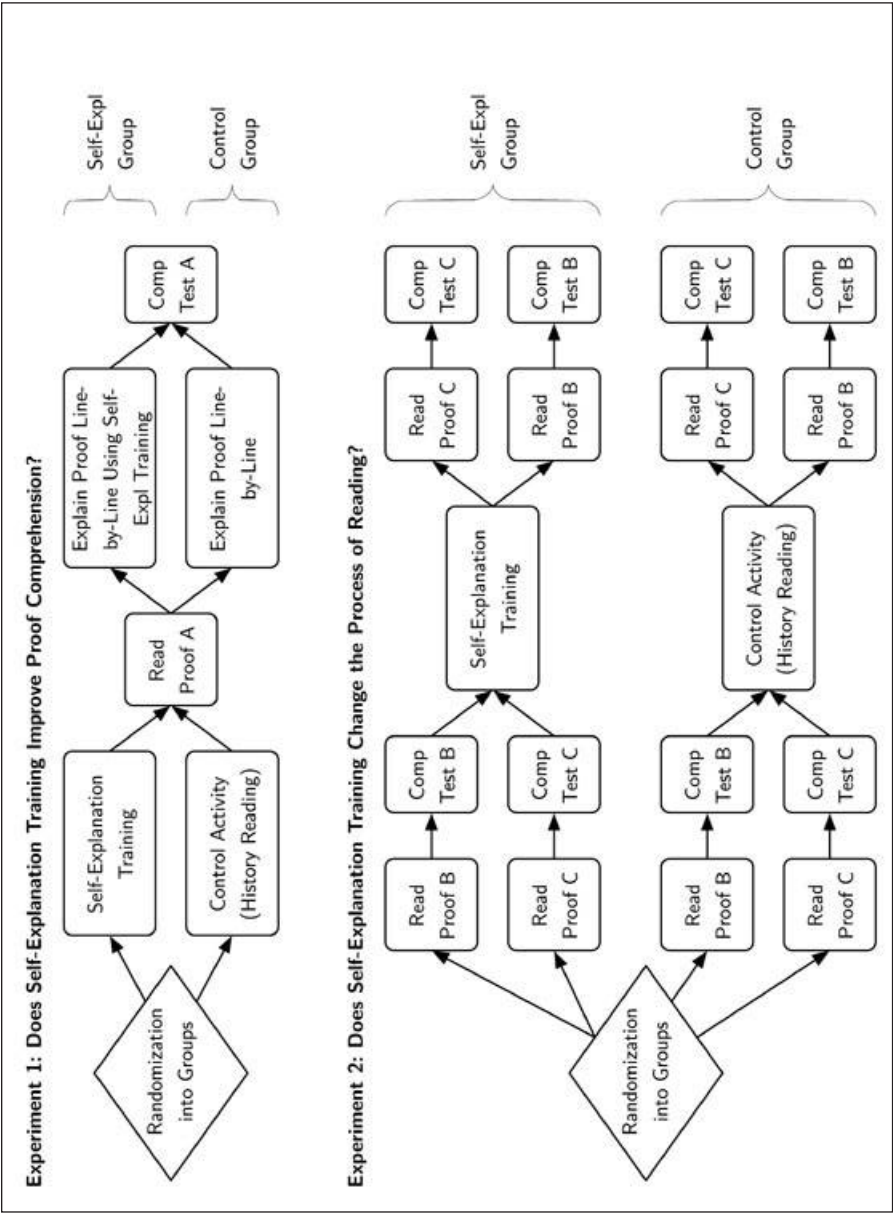 Experiment 1: Does Self-Explanation Training Improve Proof Comprehension?
Randomization
into Groups
Self-Explanation
Training
Control Activity
(History Reading)
Read
Proof A
Explain Proof Line-
by-Line Using Self-
Expl Training
Explain Proof Line-
by-Line
Comp
Test A
Self-Expl
Group
Control
Group
Experiment 2: Does Self-Explanation Training Change the Process of Reading?
Randomization
into Groups
Read
Proof B
Comp
Test B
Read
Proof C
Comp
Test C
Self-Explanation
Training
Read
Proof C
Comp
Test C
Read
Proof B
Comp
Test B
Self-Expl
Group
Read
Proof B
Comp
Test B
Read
Proof C
Comp
Test C
Control Activity
(History Reading)
Read
Proof C
Comp
Test C
Read
Proof B
Comp
Test B
Control
Group